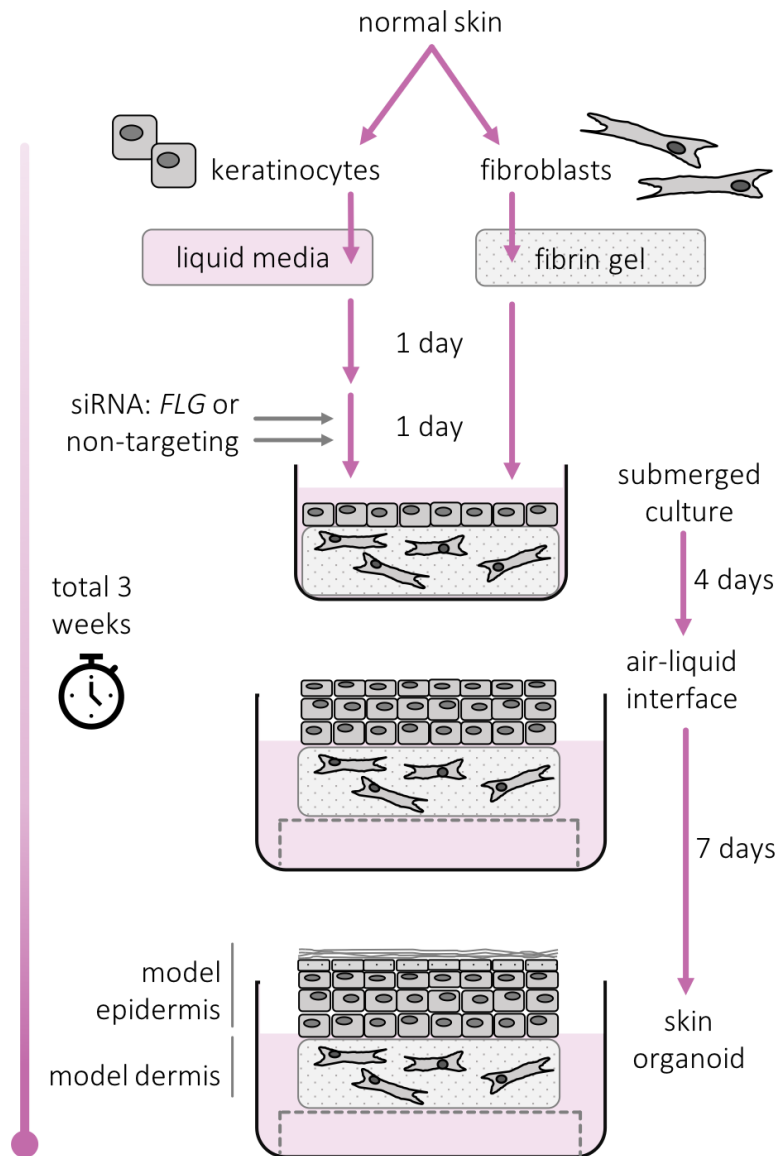 normal skin
keratinocytes
fibroblasts
liquid media
fibrin gel
1 day
siRNA: FLG or
non-targeting
1 day
submerged
culture
total 3
weeks
4 days
air-liquid
interface
7 days
model
epidermis
model dermis
skin
organoid